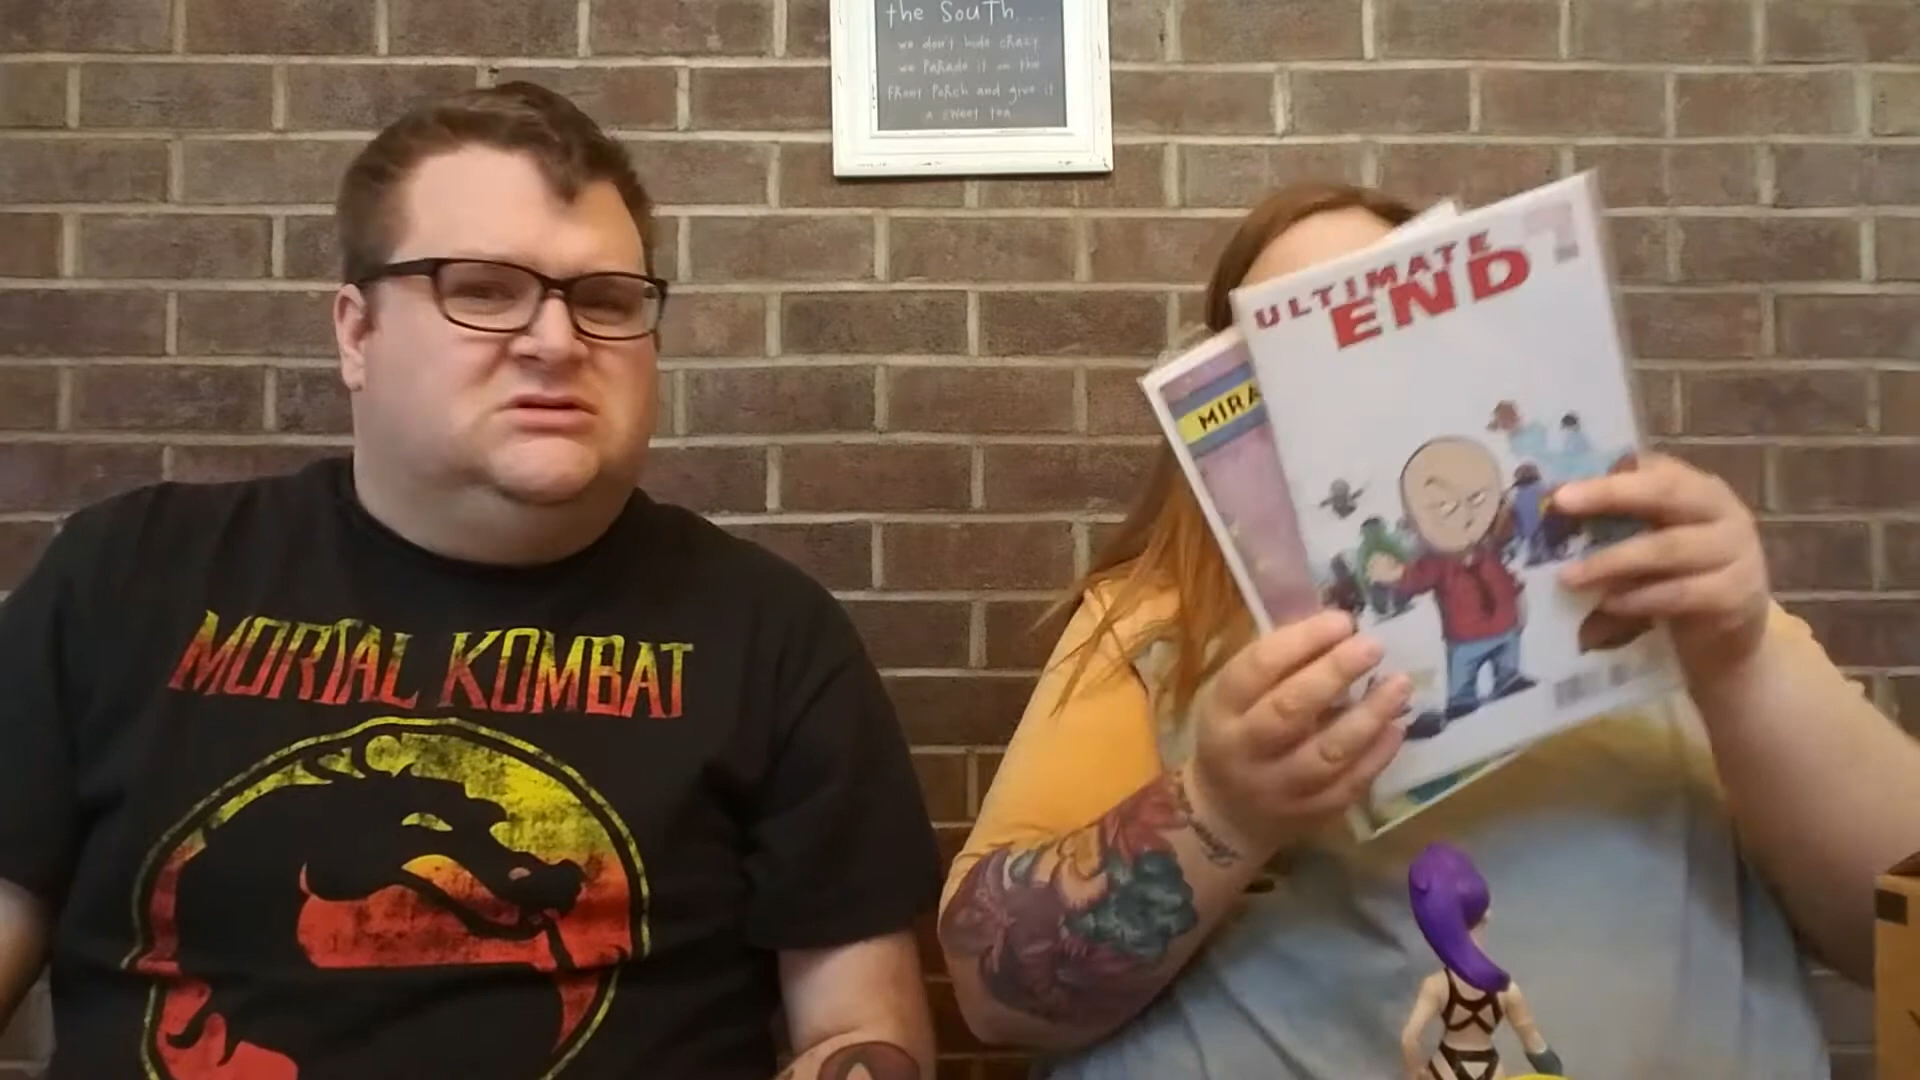 the South...
we don't hide crazy
we parade it on the
front porch and give it
a sweet tea
ULTIMATE
END
MIRA
MORTAL KOMBAT